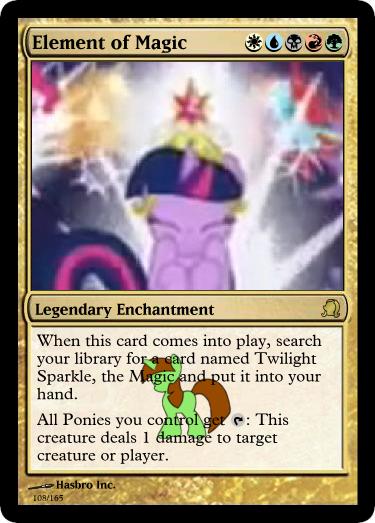 Element of Magic
Legendary Enchantment
When this card comes into play, search
your library for a card named Twilight
Sparkle, the Magic and put it into your
hand.
All Ponies you control get : This
creature deals 1 damage to target
creature or player.
Hasbro Inc.
108/165